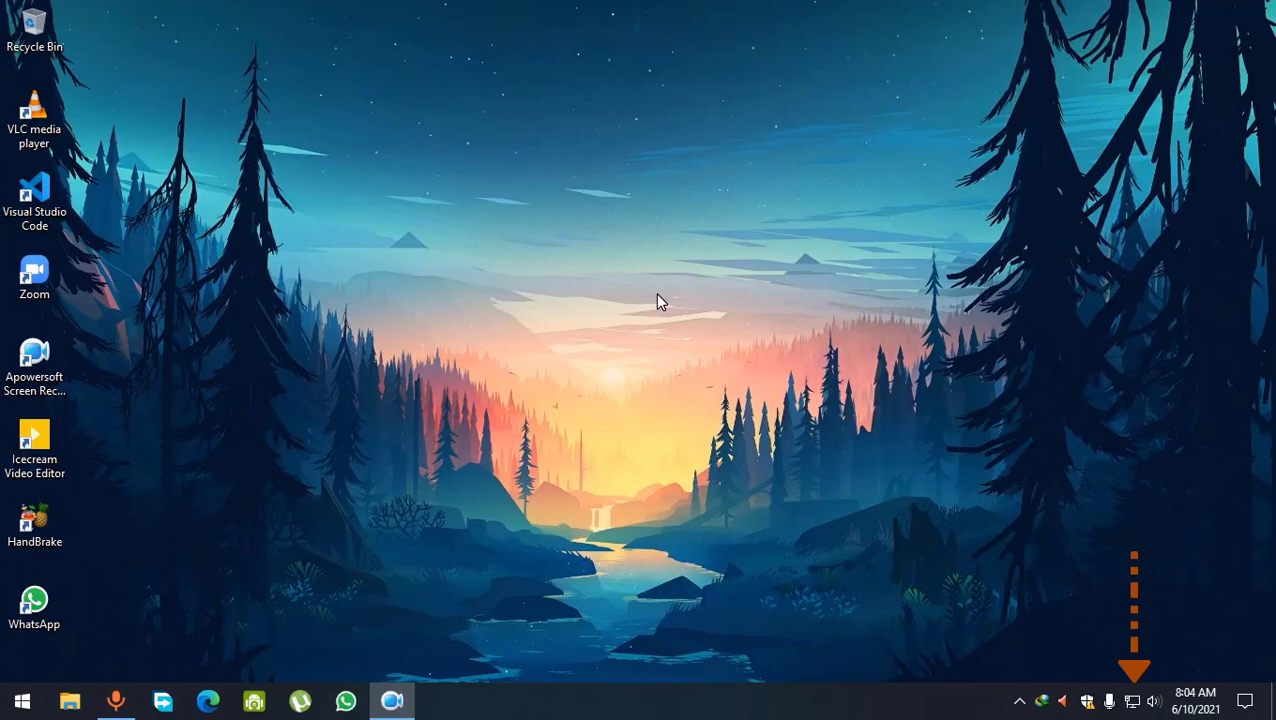 Recycle Bin
VLC media
player
Visual Studio
Code
Zoom
Apowersoft
Screen Rec...
Icecream
Video Editor
HandBrake
WhatsApp
8:04 AM
6/10/2021